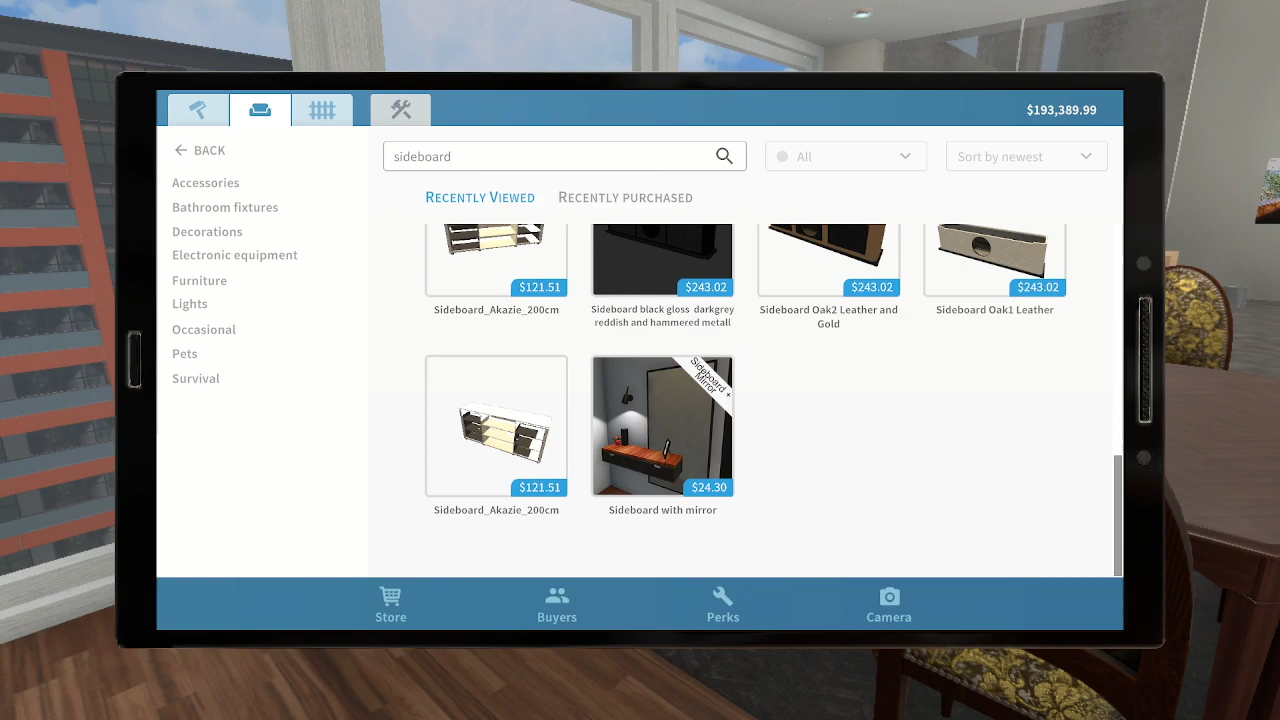 $193,389.99
BACK
sideboard
All
Sort by newest
RECENTLY VIEWED
RECENTLY PURCHASED
Accessories
Bathroom fixtures
Decorations
Electronic equipment
Furniture
Lights
Occasional
Pets
Survival
$121.51
$243.02
$243.02
$243.02
Sideboard_Akazie_200cm
Sideboard black gloss darkgrey
reddish and hammered metall
Sideboard Oak2 Leather and
Gold
Sideboard Oak1 Leather
Sideboard +
Mirror
$121.51
$24.30
Sideboard_Akazie_200cm
Sideboard with mirror
Store
Buyers
Perks
Camera